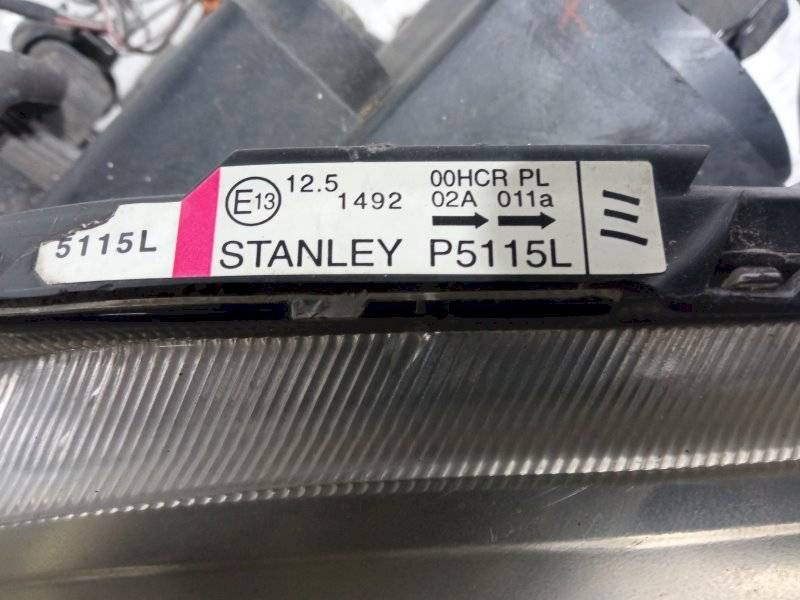 5115L
E13 12.5 1492
00HCR PL
02A 011a
STANLEY P5115L